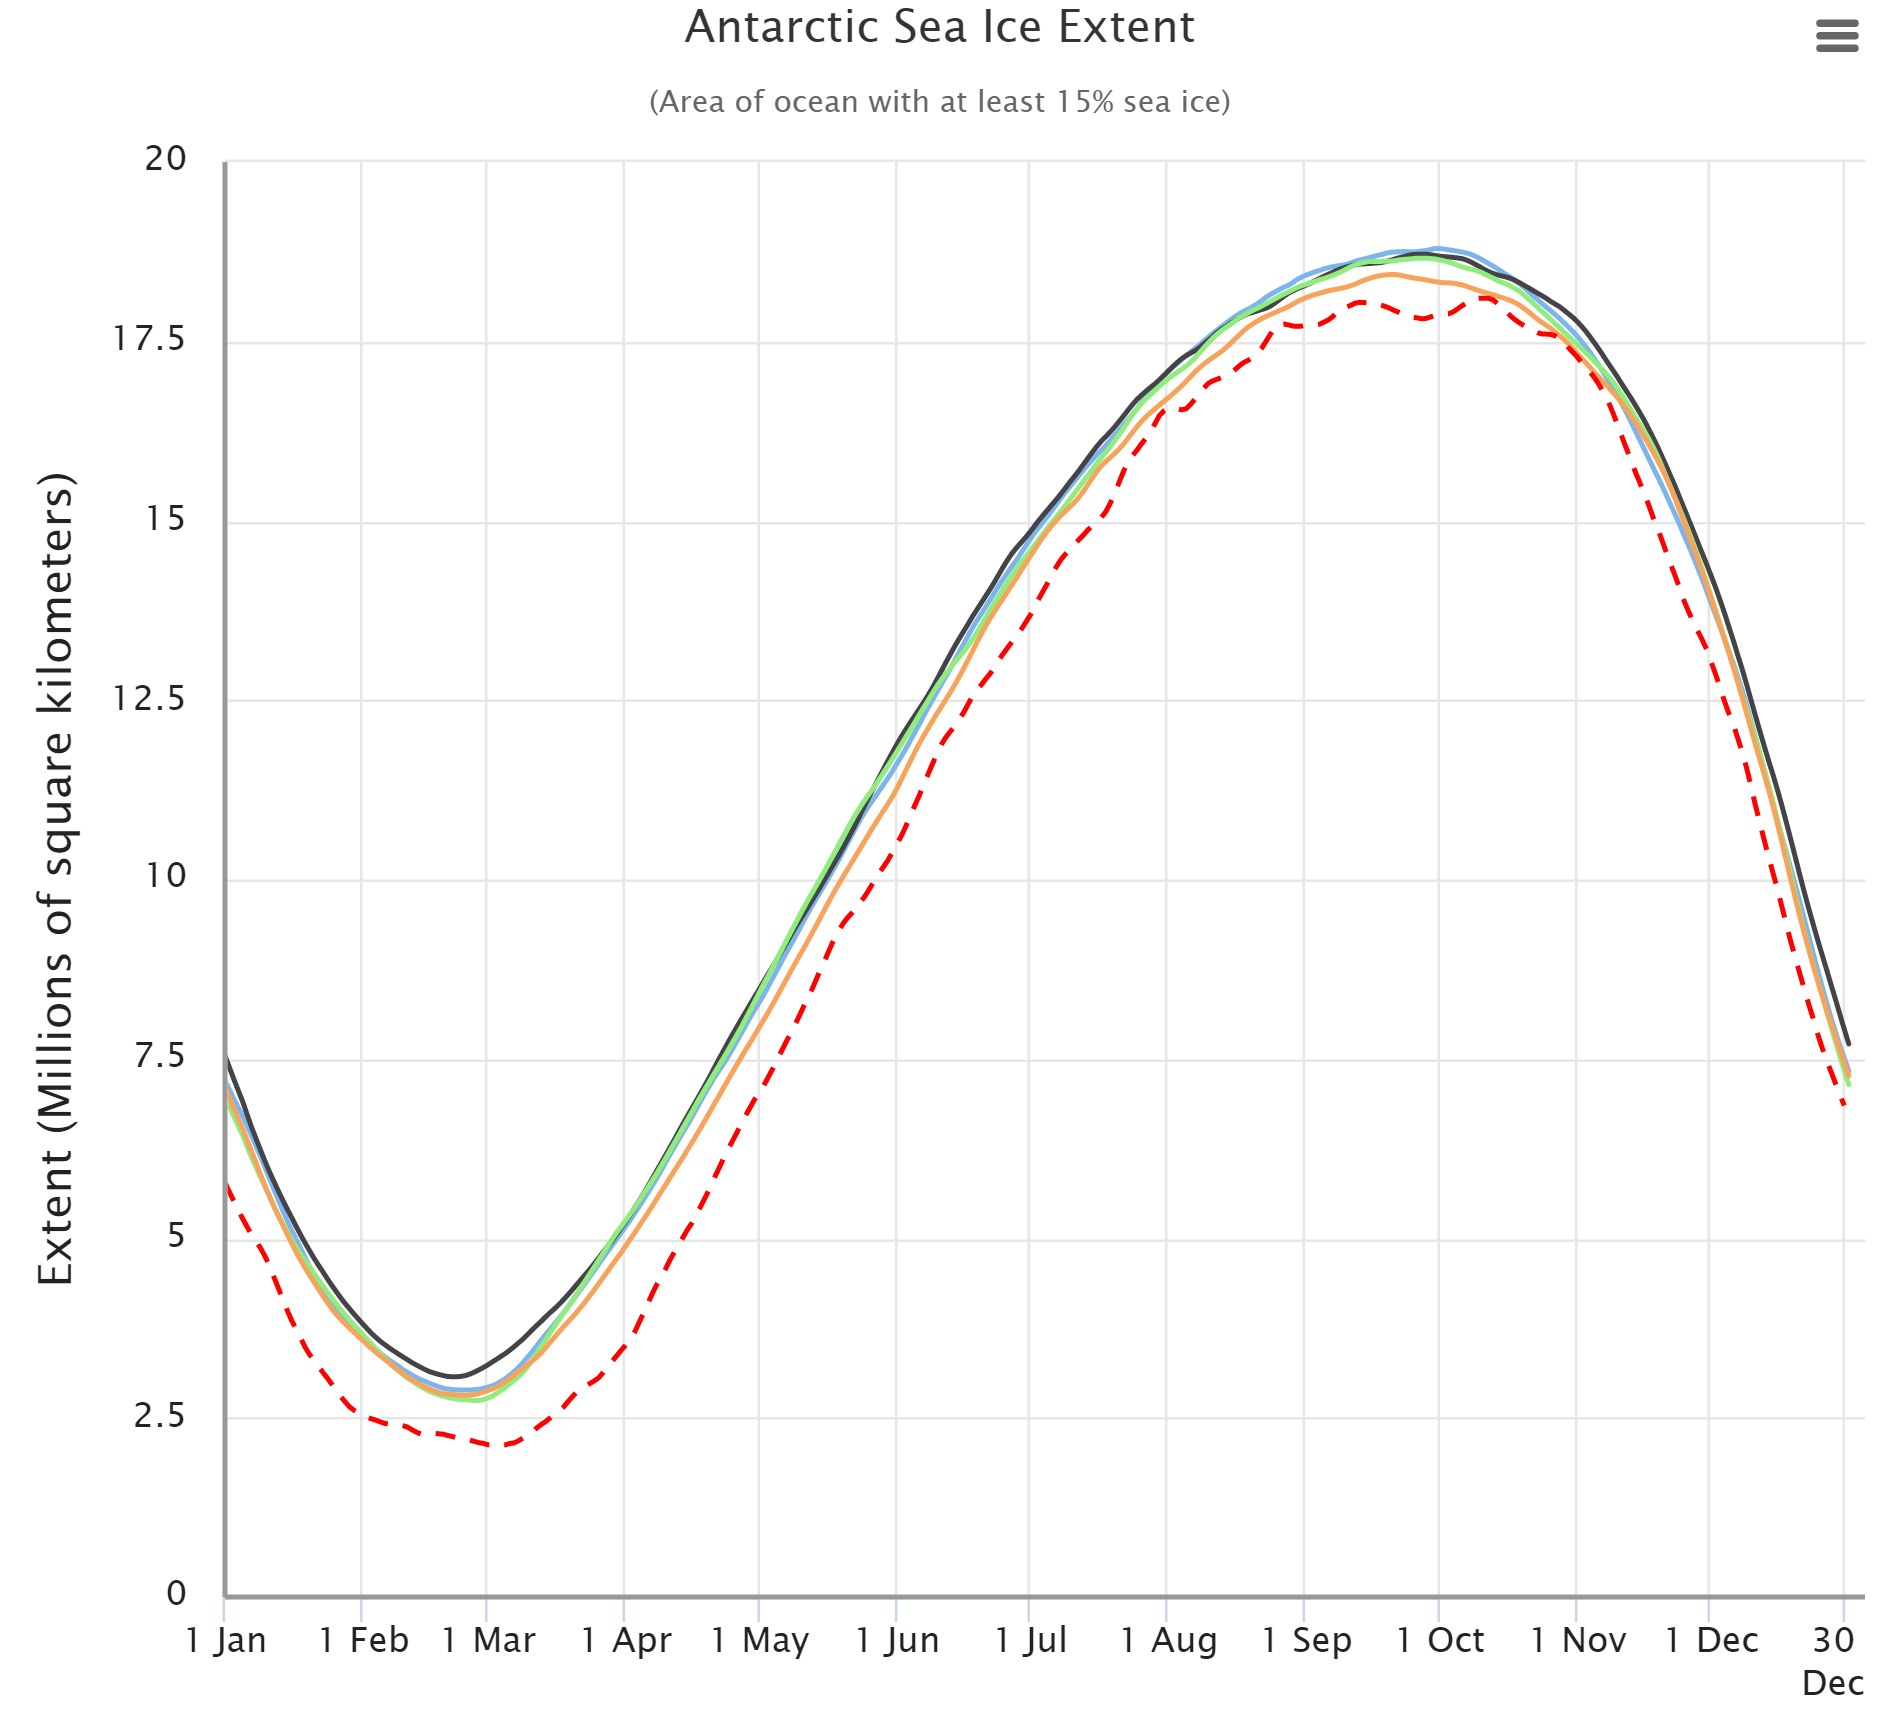 Antarctic Sea Ice Extent
(Area of ocean with at least 15% sea ice)
Extent (Millions of square kilometers)
20
17.5
15
12.5
10
7.5
5
2.5
0
1 Jan 1 Feb 1 Mar 1 Apr 1 May 1 Jun 1 Jul 1 Aug 1 Sep 1 Oct 1 Nov 1 Dec 30
Dec